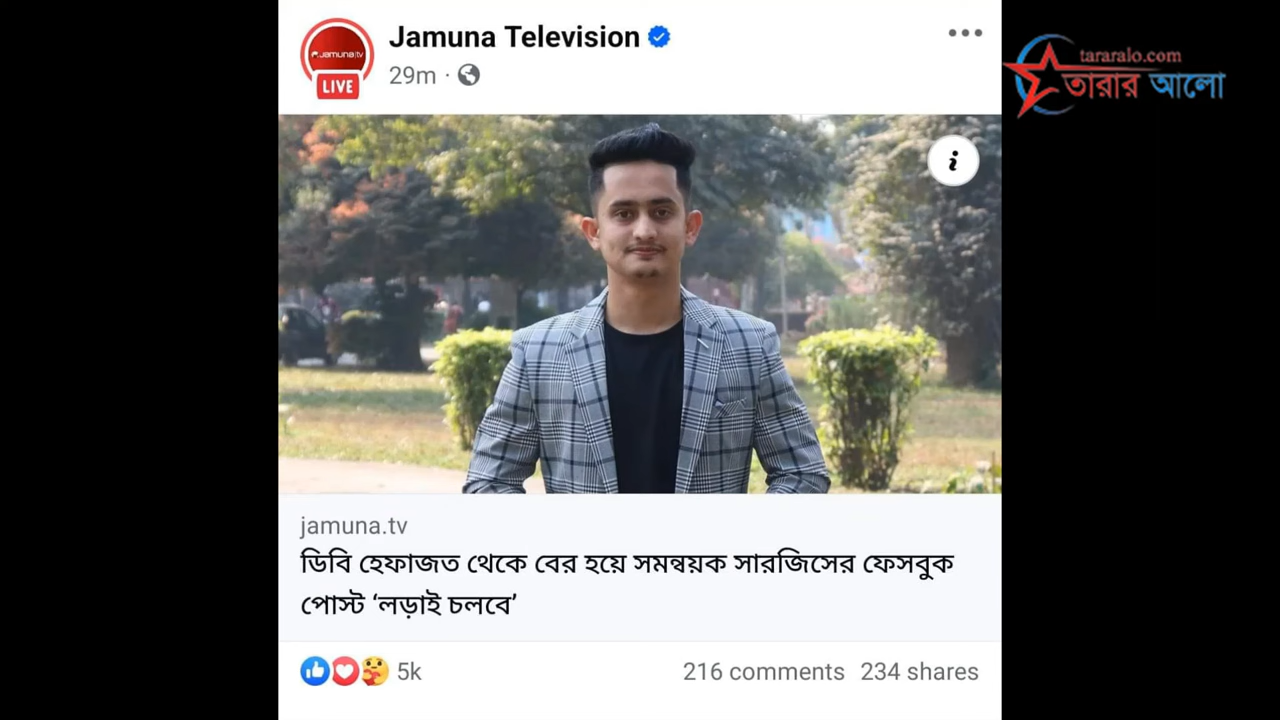 Jamuna Television
JAMUNA|tv
LIVE
29m ·
tararalo.com
তারার আলো
i
jamuna.tv
ডিবি হেফাজত থেকে বের হয়ে সমন্বয়ক সারজিসের ফেসবুক
পোস্ট ‘লড়াই চলবে’
5k
216 comments 234 shares